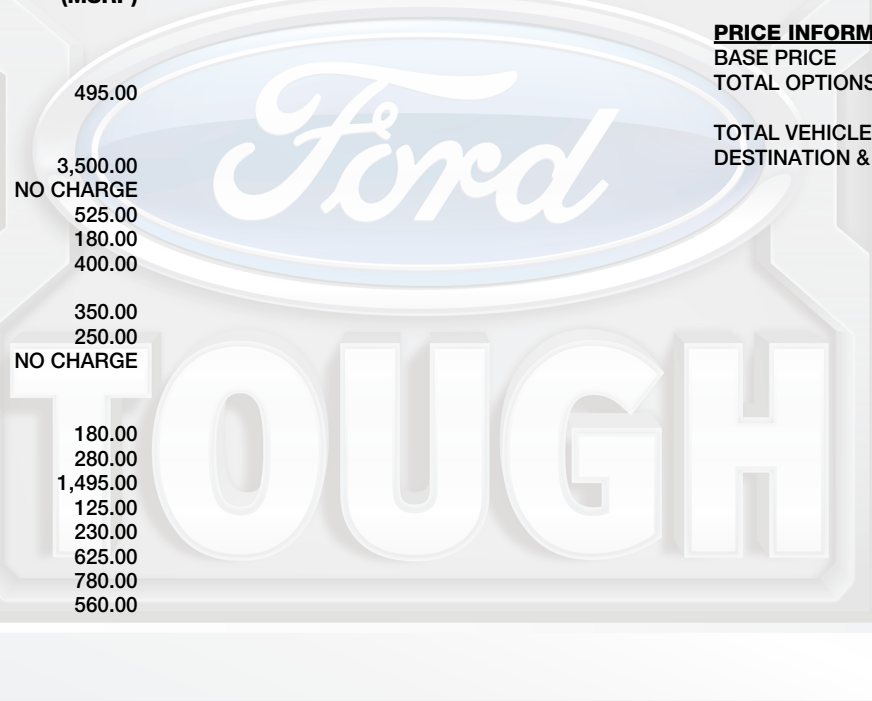 (MSRP)
495.00
3,500.00
NO CHARGE
525.00
180.00
400.00
350.00
250.00
NO CHARGE
180.00
280.00
1,495.00
125.00
230.00
625.00
780.00
560.00
PRICE INFORM
BASE PRICE
TOTAL OPTIONS
TOTAL VEHICLE
DESTINATION &
Ford
TOUGH